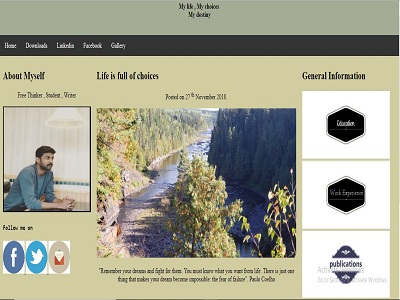 My life , My choices
My destiny
Home Downloads Linkedin Facebook Gallery
About Myself
Free Thinker , Student , Writer
Follow me on
Life is full of choices
Posted on 27 th November 2018.
"Remember your dreams and fight for them. You must know what you want from life. There is just one
thing that makes your dream become impossible: the fear of failure". Paulo Coelho
General Information
Education
Work Experience
publications
Activate Windows
Go to Settings to activate Windows